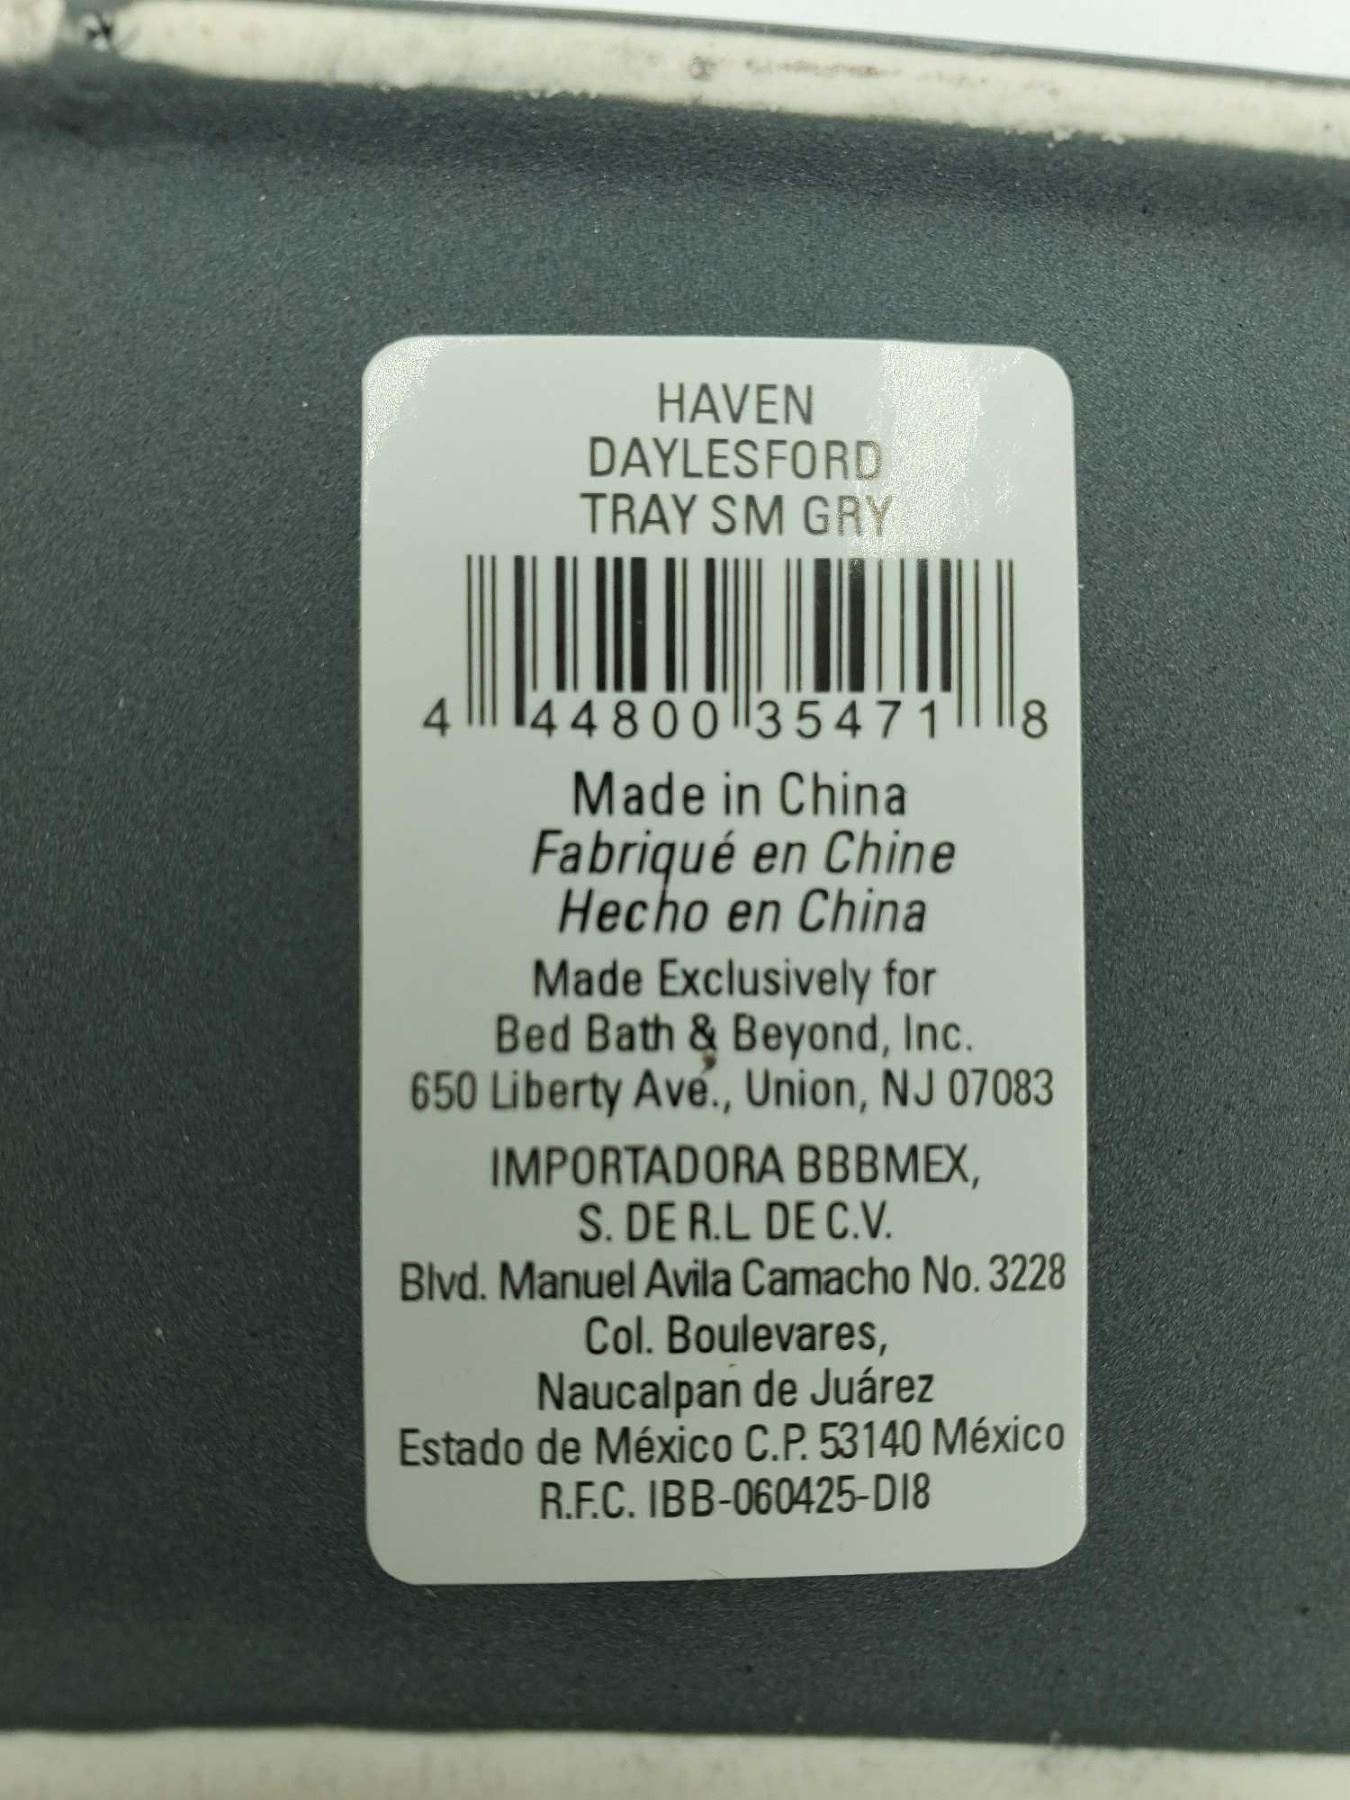 HAVEN
DAYLESFORD
TRAY SM GRY
4 44800 35471 8
Made in China
Fabriqué en Chine
Hecho en China
Made Exclusively for
Bed Bath & Beyond, Inc.
650 Liberty Ave., Union, NJ 07083
IMPORTADORA BBBMEX,
S. DE R.L. DE C.V.
Blvd. Manuel Avila Camacho No. 3228
Col. Boulevares,
Naucalpan de Juárez
Estado de México C.P. 53140 México
R.F.C. IBB-060425-DI8